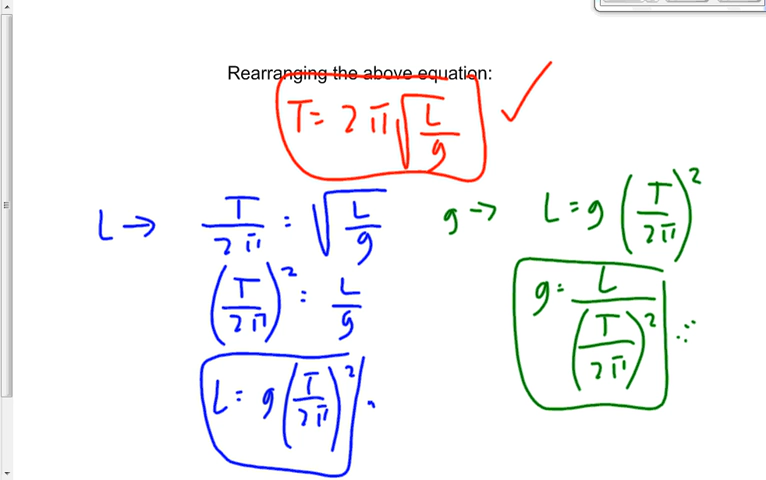 Rearranging the above equation:
T = 2π√(L/g) ✓
L → T/2π = √(L/g)
(T/2π)² = L/g
L = g(T/2π)²
g → L = g(T/2π)²
g = L/(T/2π)²